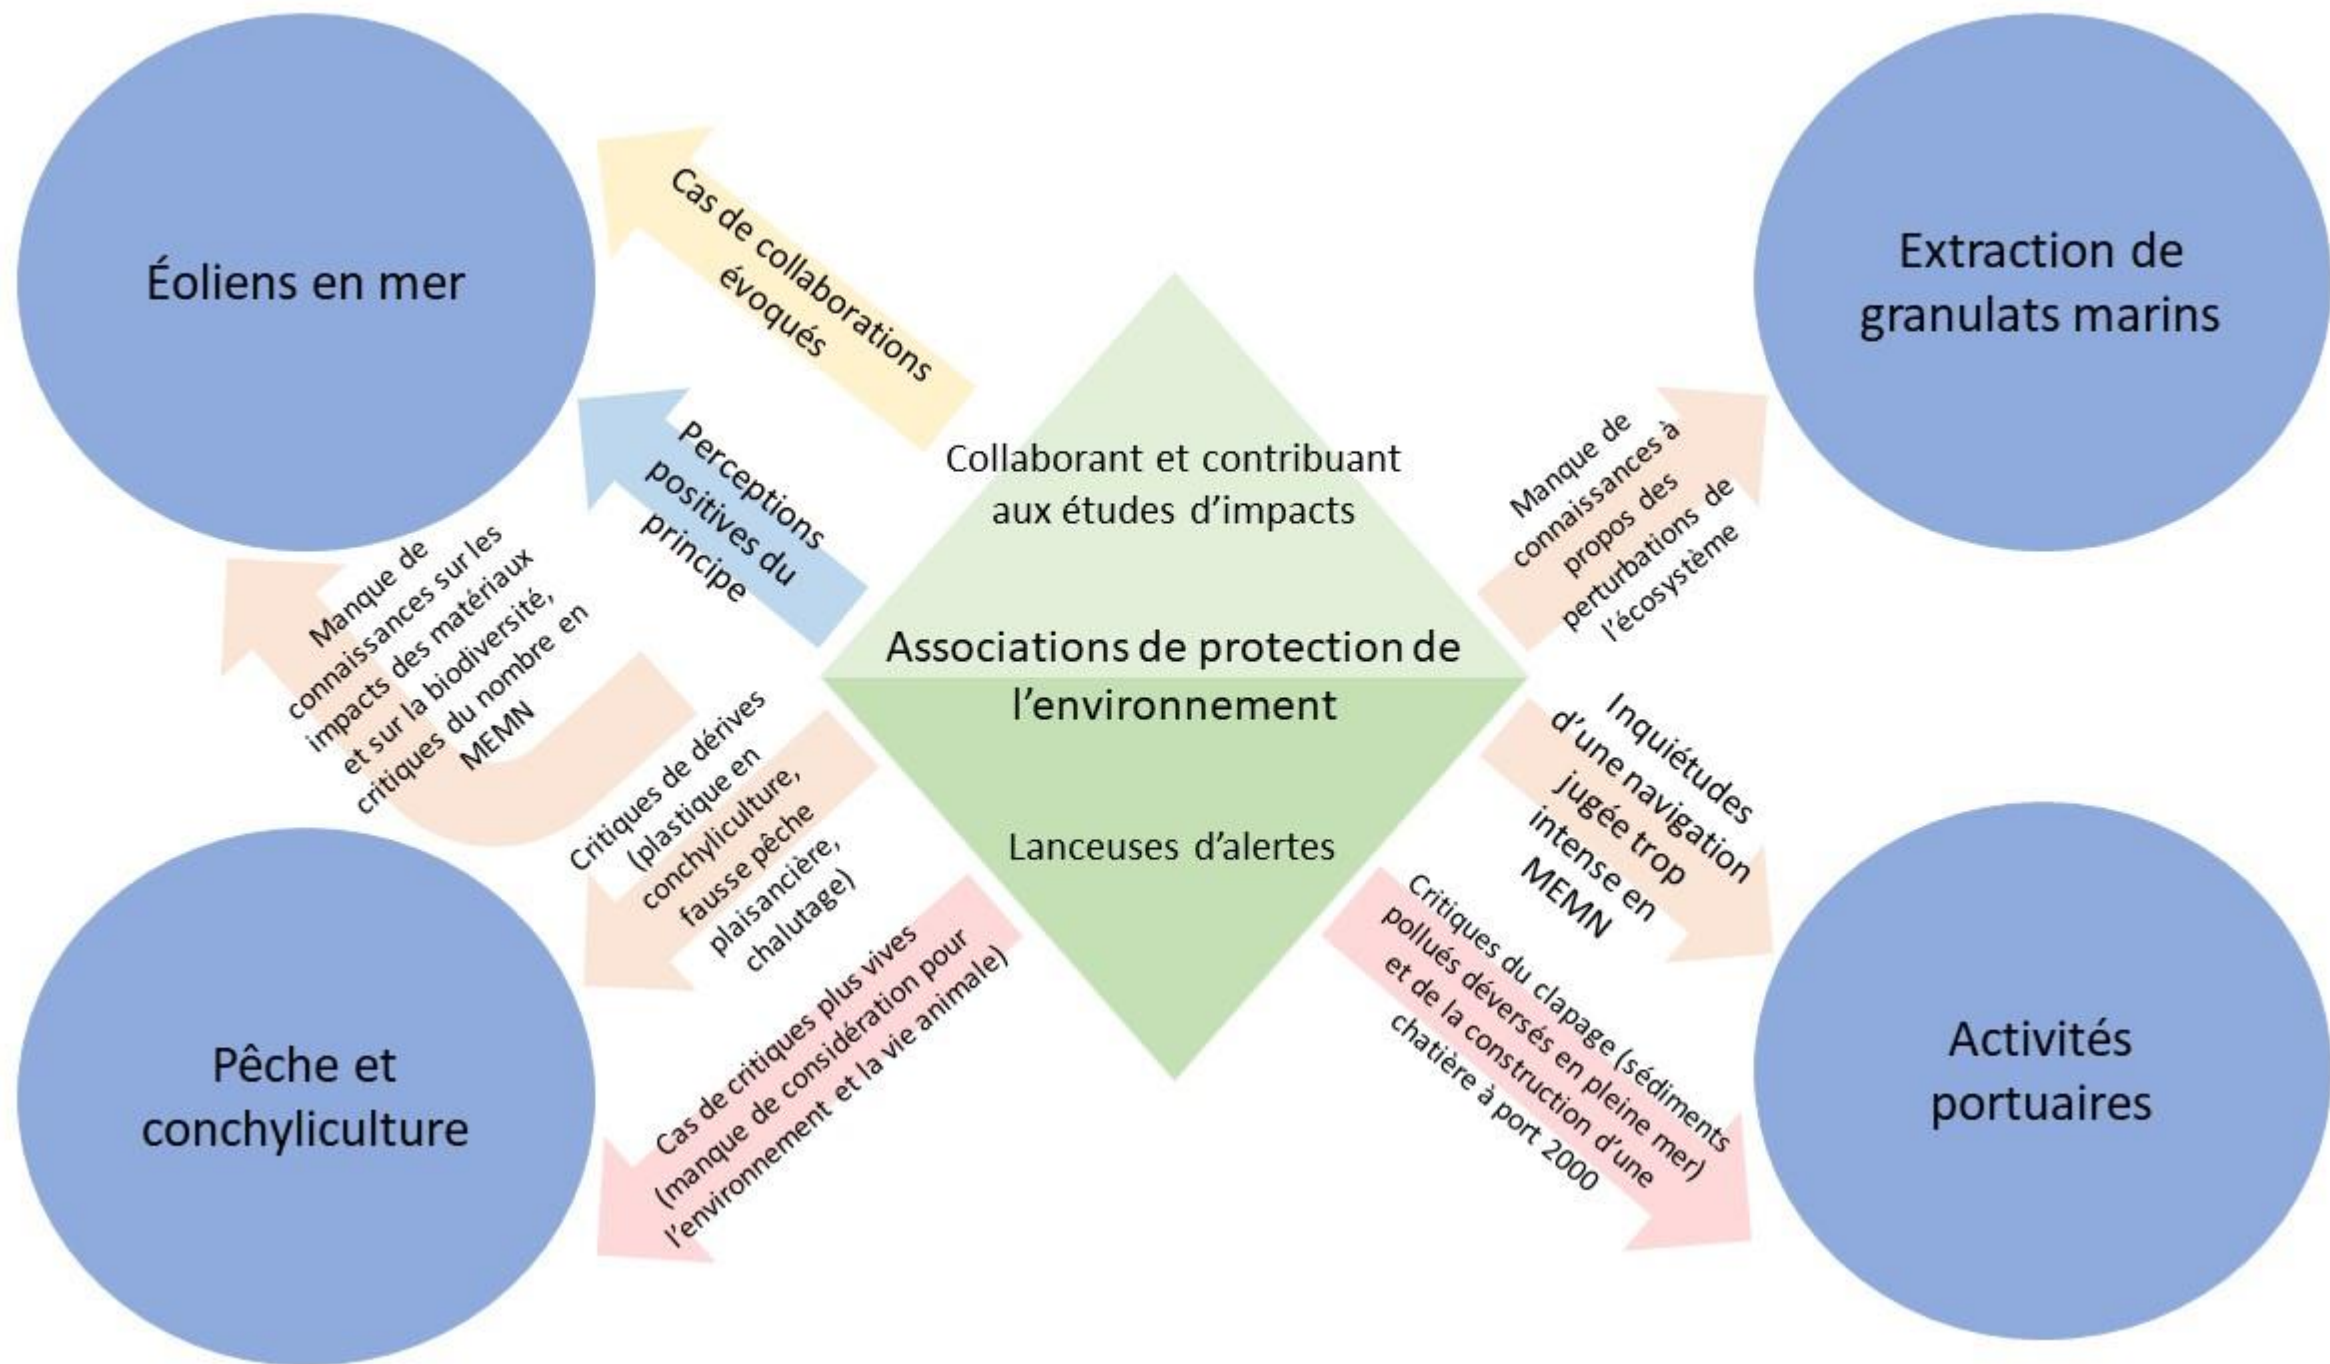 Éoliens en mer
Cas de collaborations
évoqués
Perceptions
positives du
principe
Manque de
connaissances sur les
impacts des matériaux
et sur la biodiversité,
critiques du nombre en
MEMN
Critiques de dérives
(plastique en
conchyliculture,
fausse pêche
plaisancière,
chalutage)
Cas de critiques plus vives
(manque de considération pour
l'environnement et la vie animale)
Pêche et
conchyliculture
Collaborant et contribuant
aux études d'impacts
Associations de protection de
l'environnement
Lanceuses d'alertes
Extraction de
granulats marins
Manque de
connaissances à
propos des
perturbations de
l'écosystème
Inquiétudes
d'une navigation
jugée trop
intense en
MEMN
Critiques du clapage (sédiments
pollués déversés en pleine mer)
et de la construction d'une
chatière à port 2000
Activités
portuaires